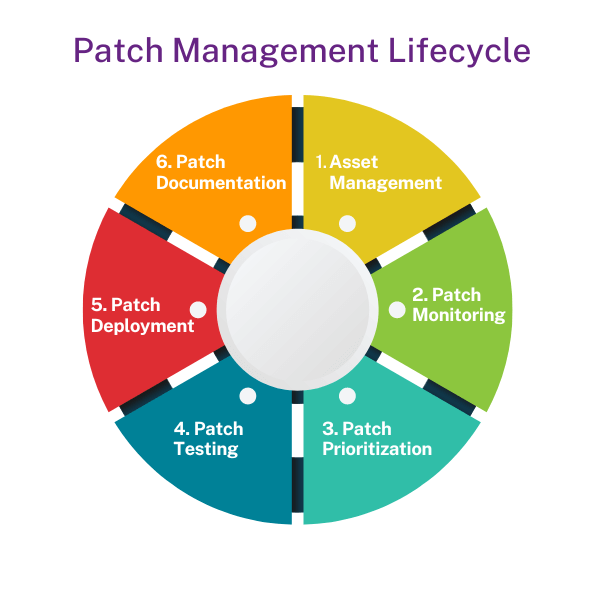 Patch Management Lifecycle
1. Asset
Management
2. Patch
Monitoring
3. Patch
Prioritization
4. Patch
Testing
5. Patch
Deployment
6. Patch
Documentation